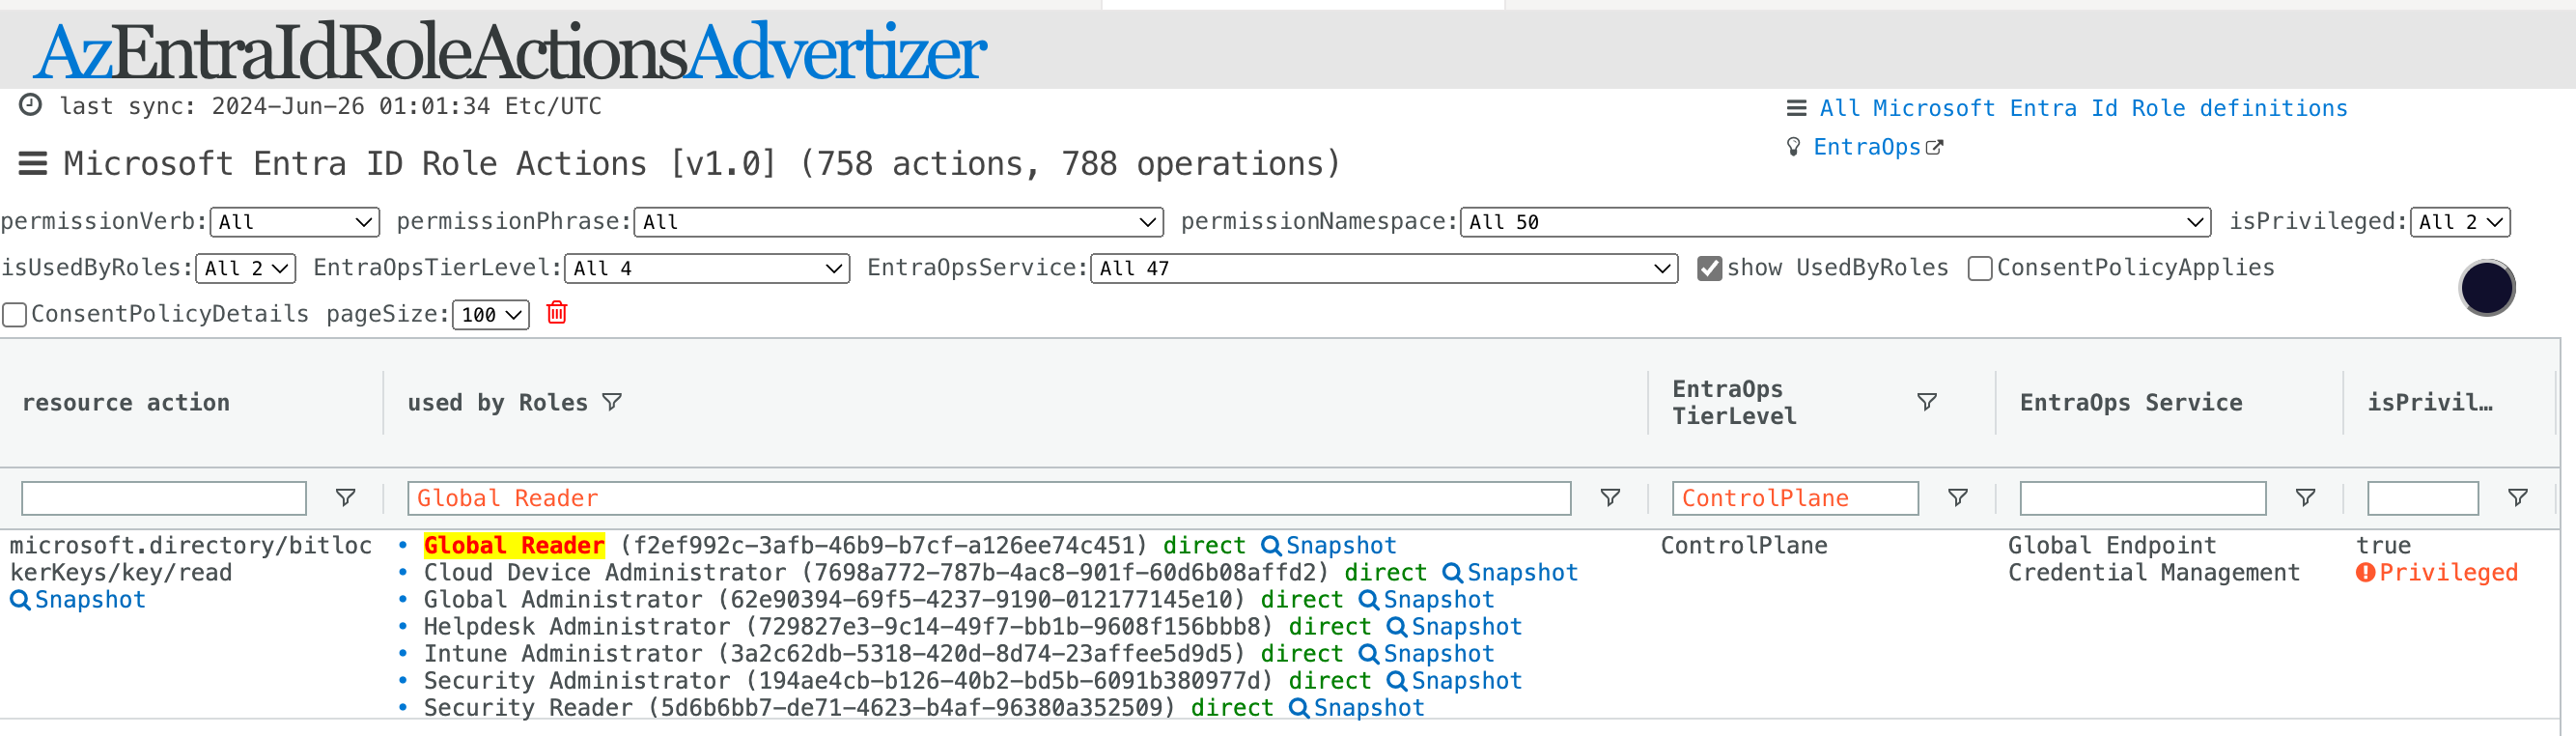 AzEntraIdRoleActionsAdvertizer
last sync: 2024-Jun-26 01:01:34 Etc/UTC
All Microsoft Entra Id Role definitions
EntraOps
Microsoft Entra ID Role Actions [v1.0] (758 actions, 788 operations)
permissionVerb: All permissionPhrase: All permissionNamespace: All 50 isPrivileged: All 2
isUsedByRoles: All 2 EntraOpsTierLevel: All 4 EntraOpsService: All 47 show UsedByRoles ConsentPolicyApplies
ConsentPolicyDetails pageSize: 100
resource action
used by Roles
EntraOps
TierLevel
EntraOps Service
isPrivil…
Global Reader
ControlPlane
microsoft.directory/bitloc
kerKeys/key/read
Snapshot
• Global Reader (f2ef992c-3afb-46b9-b7cf-a126ee74c451) direct Snapshot
• Cloud Device Administrator (7698a772-787b-4ac8-901f-60d6b08affd2) direct Snapshot
• Global Administrator (62e90394-69f5-4237-9190-012177145e10) direct Snapshot
• Helpdesk Administrator (729827e3-9c14-49f7-bb1b-9608f156bbb8) direct Snapshot
• Intune Administrator (3a2c62db-5318-420d-8d74-23affee5d9d5) direct Snapshot
• Security Administrator (194ae4cb-b126-40b2-bd5b-6091b380977d) direct Snapshot
• Security Reader (5d6b6bb7-de71-4623-b4af-96380a352509) direct Snapshot
ControlPlane
Global Endpoint
Credential Management
true
Privileged